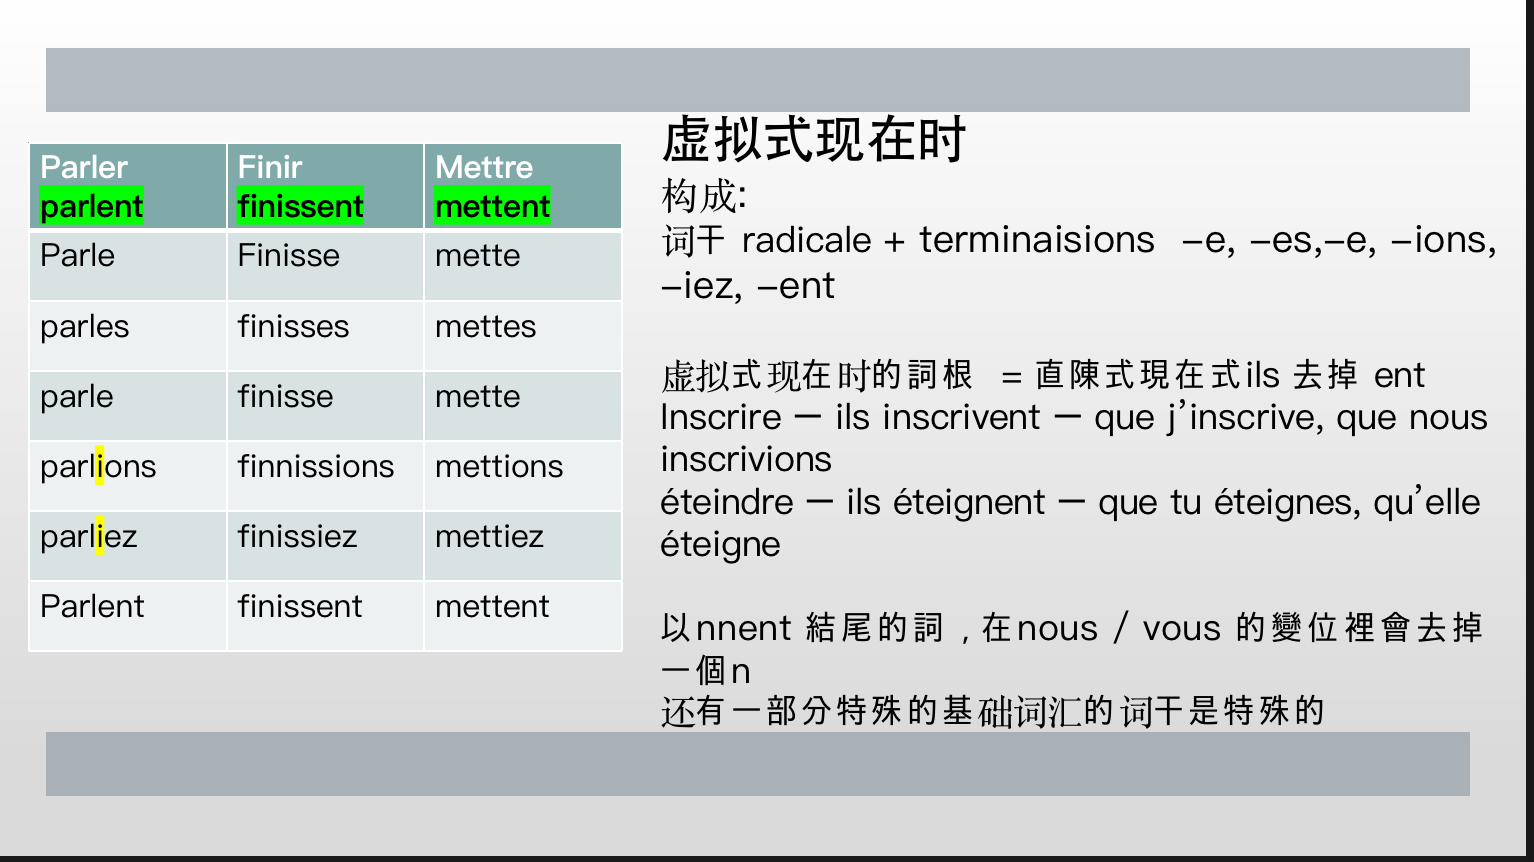 Parler Finir Mettre
parlent finissent mettent
Parle Finisse mette
parles finisses mettes
parle finisse mette
parlions finnissions mettions
parliez finissiez mettiez
Parlent finissent mettent
虚拟式现在时
构成:
词干 radicale + terminaisions –e, –es,–e, –ions,
–iez, –ent
虚拟式现在时的詞根 = 直陳式現在式ils 去掉 ent
Inscrire — ils inscrivent — que j’inscrive, que nous
inscrivions
éteindre — ils éteignent — que tu éteignes, qu’elle
éteigne
以nnent 結尾的詞 , 在nous / vous 的變位裡會去掉
一個n
还有一部分特殊的基础词汇的词干是特殊的